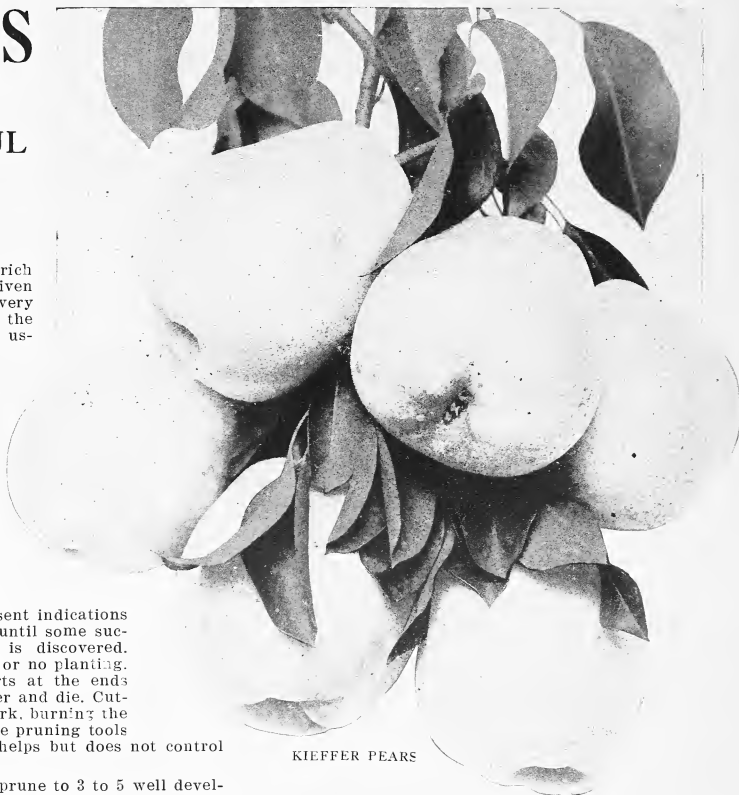 S
UL
rich
iven
very
the
us-
sent indications
until some suc-
is discovered.
or no planting.
rts at the ends
er and die. Cut-
rk, burning the
e pruning tools
helps but does not control
prune to 3 to 5 well devel-
KIEFFER PEARS